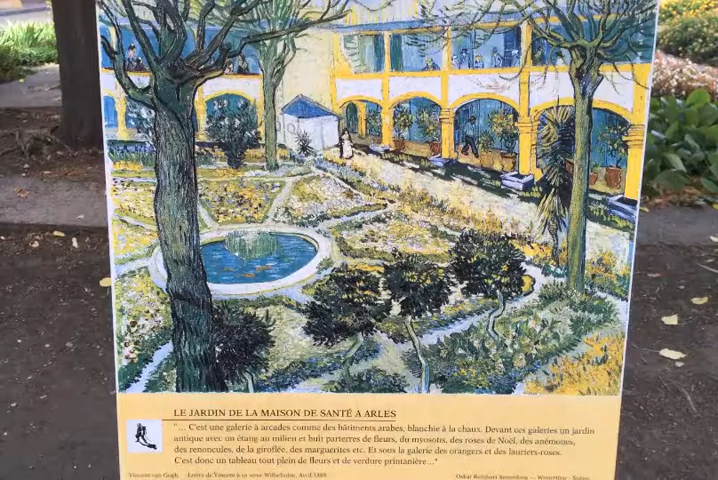 LE JARDIN DE LA MAISON DE SANTÉ A ARLES
"... C'est une galerie à arcades comme des bâtiments arabes, blanchie à la chaux. Devant ces galeries un jardin
antique avec un étang au milieu et huit parterres de fleurs, du myosotis, des roses de Noël, des anémones,
des renoncules, de la giroflée, des marguerites etc. Et sous la galerie des orangers et des lauriers-roses.
C'est donc un tableau tout plein de fleurs et de verdure printanière..."
Vincent van Gogh Lettre de Vincent à sa sœur Wilhelmine, Avril 1889 Oskar Reinhart Sammlung — Winterthur - Suisse